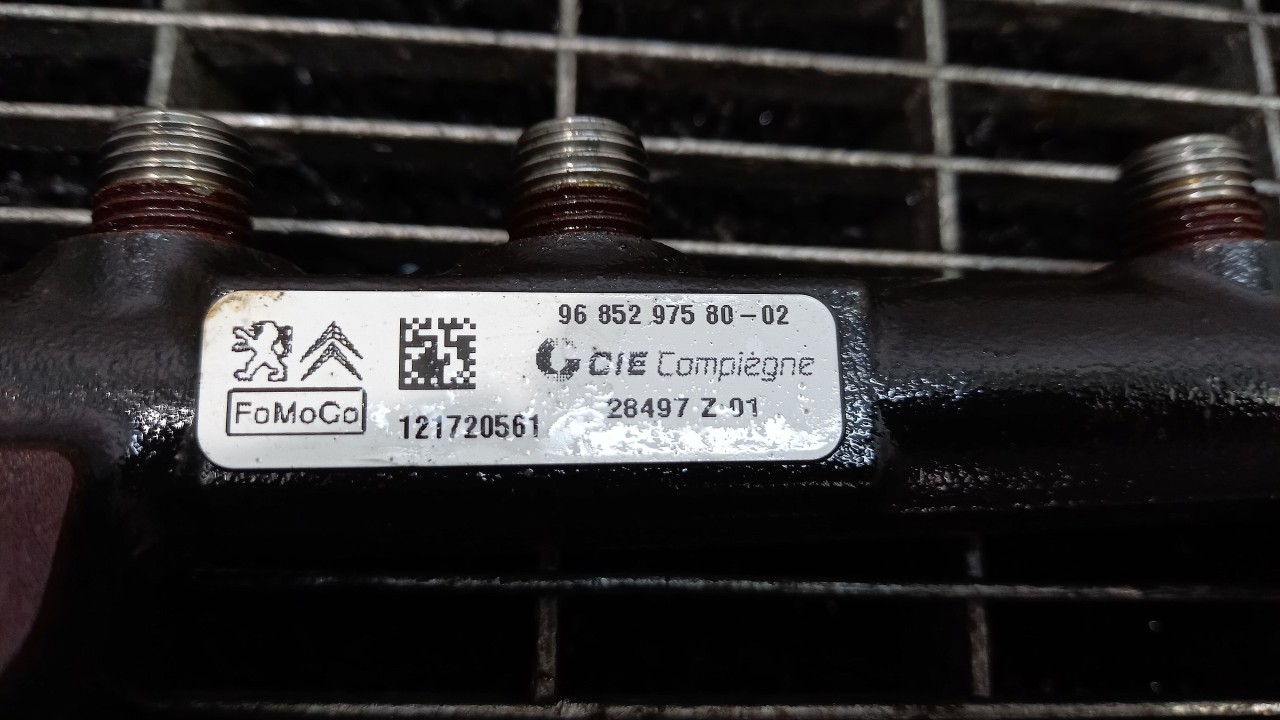 96 852 975 80-02
CIE Compiègne
FoMoCo
121720561
28497 Z 01